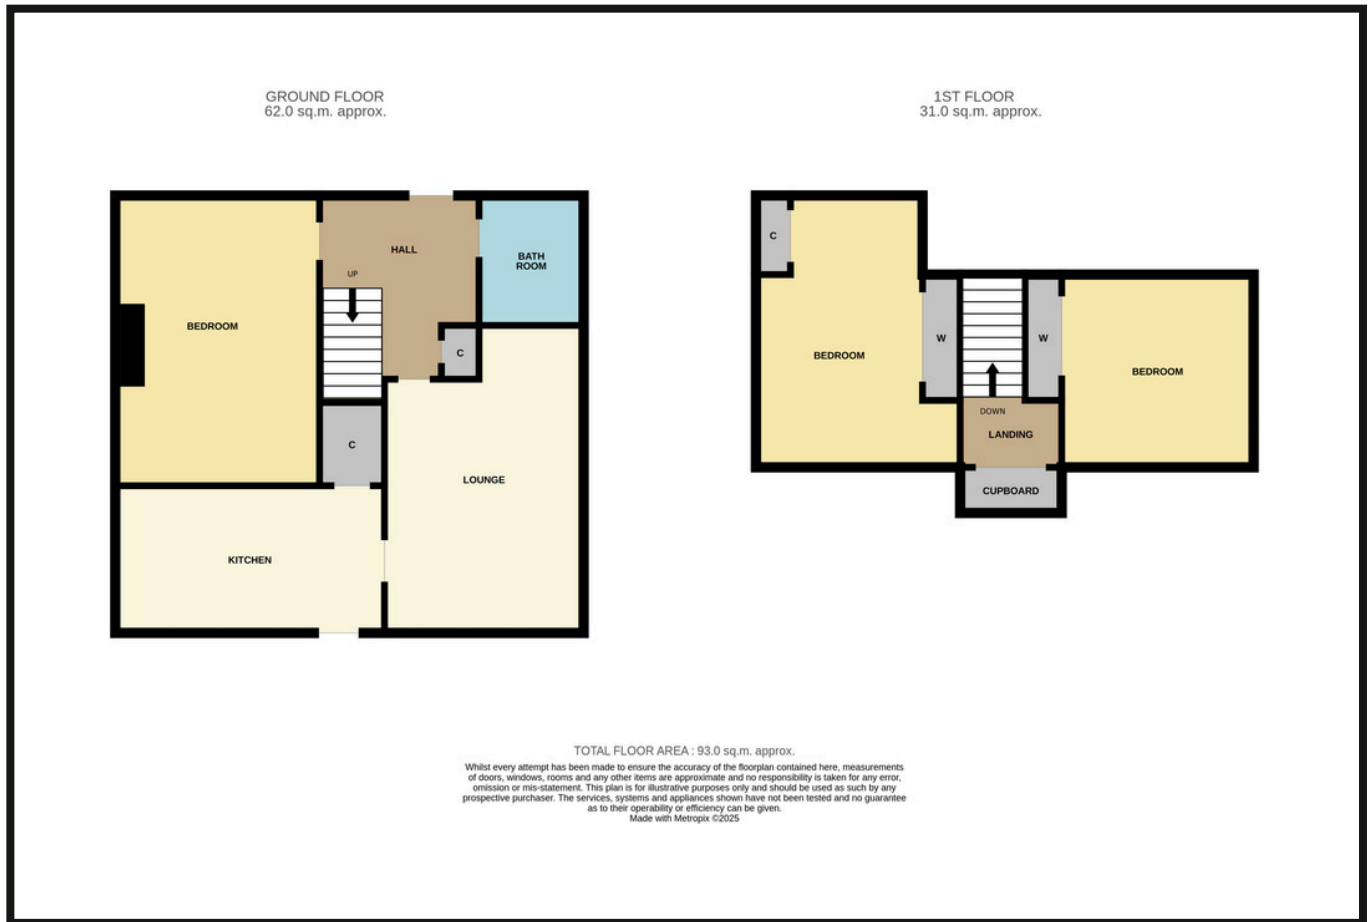 GROUND FLOOR
62.0 sq.m. approx.
1ST FLOOR
31.0 sq.m. approx.
HALL
BATH
ROOM
UP
BEDROOM
C
C
LOUNGE
KITCHEN
C
W
W
BEDROOM
BEDROOM
DOWN
LANDING
CUPBOARD
TOTAL FLOOR AREA : 93.0 sq.m. approx.
Whilst every attempt has been made to ensure the accuracy of the floorplan contained here, measurements
of doors, windows, rooms and any other items are approximate and no responsibility is taken for any error,
omission or mis-statement. This plan is for illustrative purposes only and should be used as such by any
prospective purchaser. The services, systems and appliances shown have not been tested and no guarantee
as to their operability or efficiency can be given.
Made with Metropix ©2025